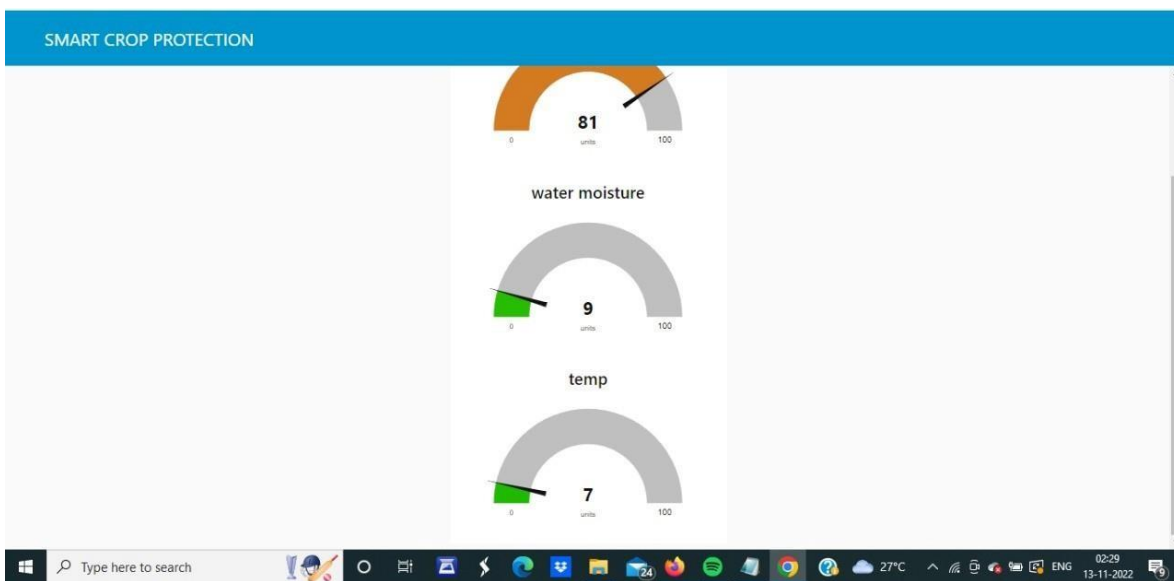 SMART CROP PROTECTION
81
0 units 100
water moisture
9
0 units 100
temp
7
0 units 100
Type here to search 24 27°C ENG 02:29 13-11-2022 9